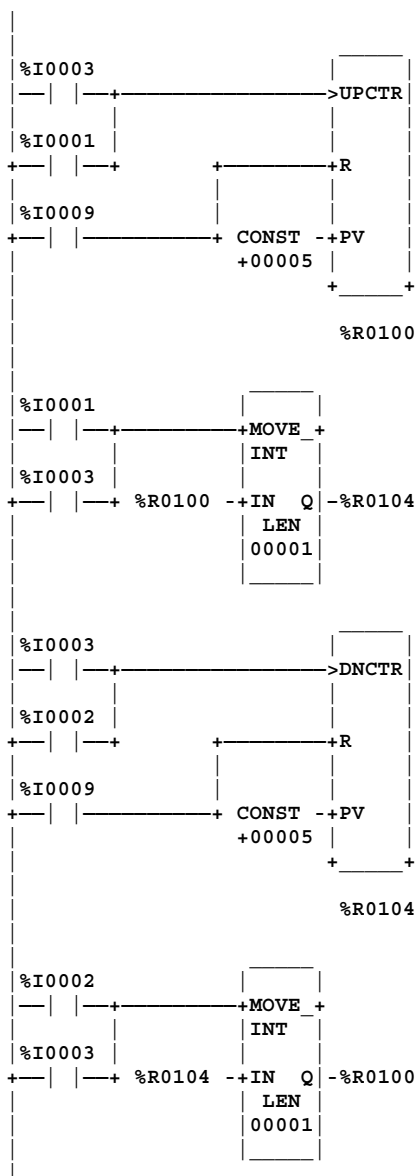 %I0003
>UPCTR
%I0001
R
%I0009
CONST -+PV
+00005
%R0100
%I0001
MOVE_
INT
%I0003
%R0100 -+IN Q -%R0104
LEN
00001
%I0003
>DNCTR
%I0002
R
%I0009
CONST -+PV
+00005
%R0104
%I0002
MOVE_
INT
%I0003
%R0104 -+IN Q -%R0100
LEN
00001